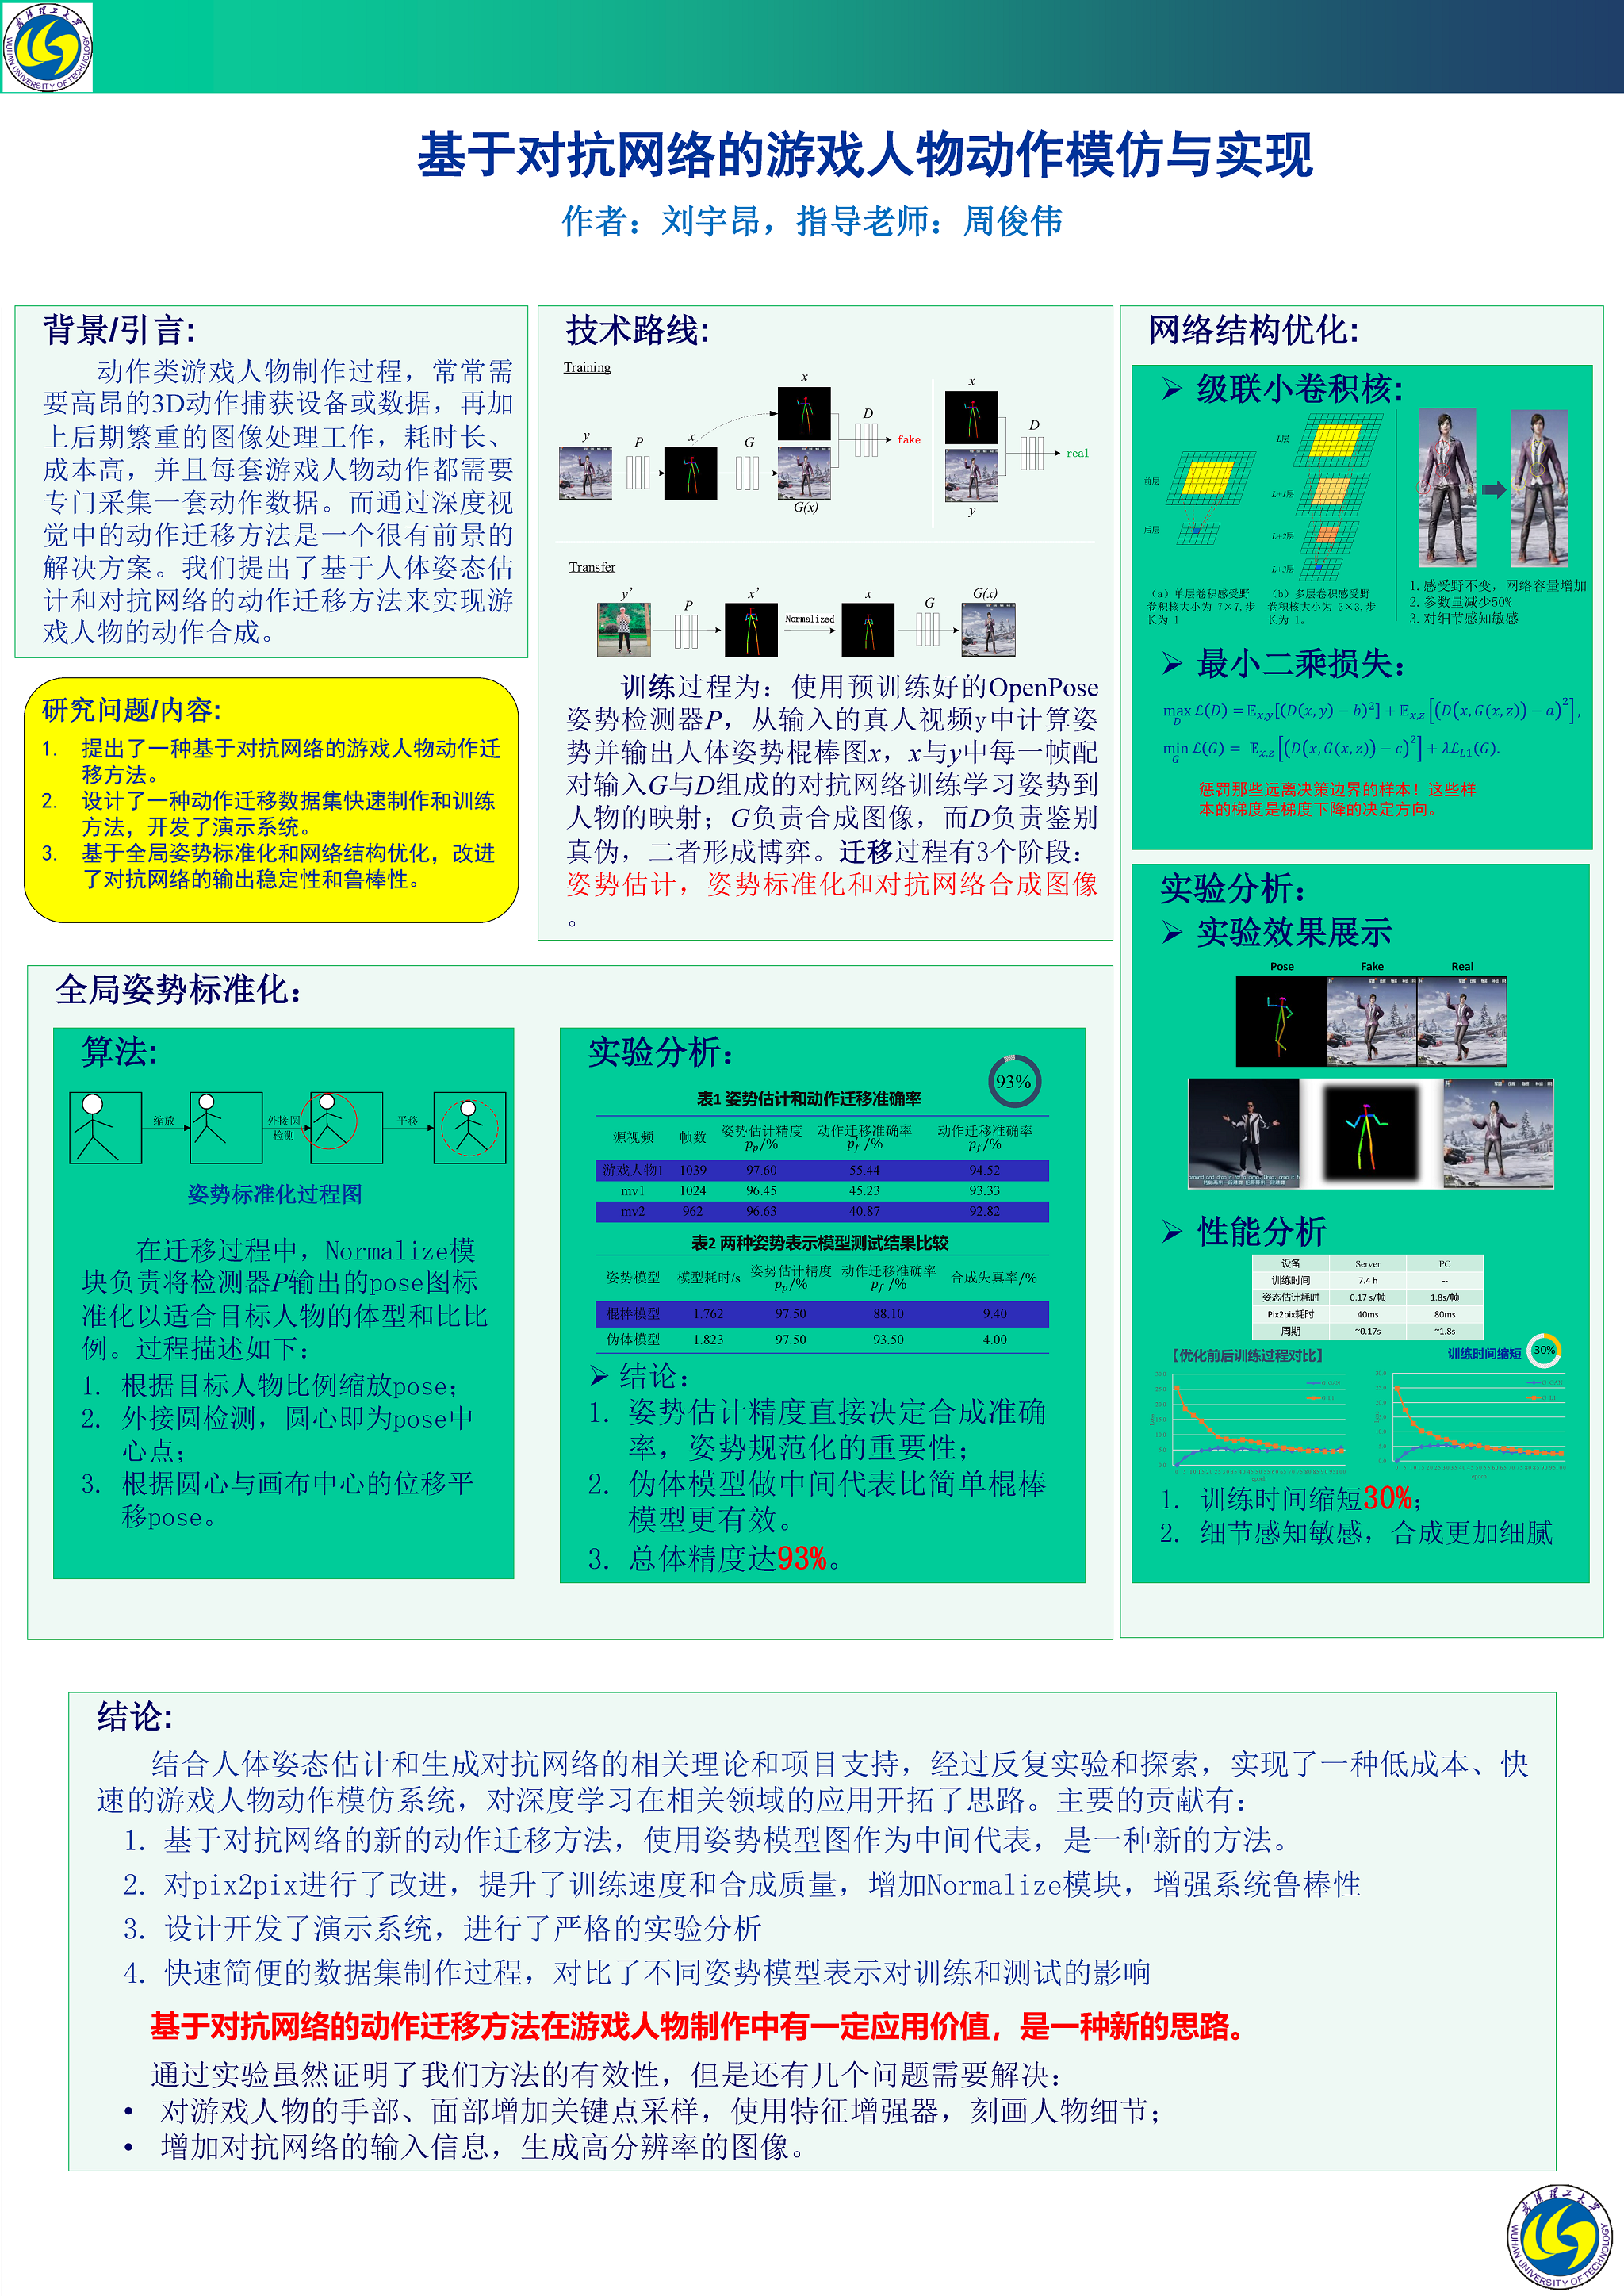 武汉理工大学
WUHAN UNIVERSITY OF TECHNOLOGY
基于对抗网络的游戏人物动作模仿与实现
作者：刘宇昂，指导老师：周俊伟
背景/引言:
动作类游戏人物制作过程，常常需
要高昂的3D动作捕获设备或数据，再加
上后期繁重的图像处理工作，耗时长、
成本高，并且每套游戏人物动作都需要
专门采集一套动作数据。而通过深度视
觉中的动作迁移方法是一个很有前景的
解决方案。我们提出了基于人体姿态估
计和对抗网络的动作迁移方法来实现游
戏人物的动作合成。
研究问题/内容:
1. 提出了一种基于对抗网络的游戏人物动作迁
移方法。
2. 设计了一种动作迁移数据集快速制作和训练
方法，开发了演示系统。
3. 基于全局姿势标准化和网络结构优化，改进
了对抗网络的输出稳定性和鲁棒性。
技术路线:
Training
x
x
y
P
x
G
D
fake
D
real
G(x)
y
Transfer
y'
P
x'
Normalized
x
G
G(x)
训练过程为：使用预训练好的OpenPose
姿势检测器P，从输入的真人视频y中计算姿
势并输出人体姿势棍棒图x，x与y中每一帧配
对输入G与D组成的对抗网络训练学习姿势到
人物的映射；G负责合成图像，而D负责鉴别
真伪，二者形成博弈。迁移过程有3个阶段：
姿势估计，姿势标准化和对抗网络合成图像
。
网络结构优化:
➢ 级联小卷积核:
前层
后层
L层
L+1层
L+2层
L+3层
（a）单层卷积感受野
卷积核大小为 7×7,步
长为 1
（b）多层卷积感受野
卷积核大小为 3×3,步
长为 1。
1. 感受野不变，网络容量增加
2. 参数量减少50%
3. 对细节感知敏感
➢ 最小二乘损失：
max_D ℒ(D) = 𝔼_{x,y}[(D(x,y) − b)²] + 𝔼_{x,z}[(D(x,G(x,z)) − a)²],
min_G ℒ(G) = 𝔼_{x,z}[(D(x,G(x,z)) − c)²] + λℒ_{L1}(G).
惩罚那些远离决策边界的样本！这些样
本的梯度是梯度下降的决定方向。
实验分析：
➢ 实验效果展示
Pose Fake Real
➢ 性能分析
设备 Server PC
训练时间 7.4 h --
姿态估计耗时 0.17 s/帧 1.8s/帧
Pix2pix耗时 40ms 80ms
周期 ~0.17s ~1.8s
【优化前后训练过程对比】
训练时间缩短 30%
1. 训练时间缩短30%；
2. 细节感知敏感，合成更加细腻
全局姿势标准化：
算法:
缩放
外接圆
检测
平移
姿势标准化过程图
在迁移过程中，Normalize模
块负责将检测器P输出的pose图标
准化以适合目标人物的体型和比比
例。过程描述如下：
1. 根据目标人物比例缩放pose；
2. 外接圆检测，圆心即为pose中
心点；
3. 根据圆心与画布中心的位移平
移pose。
实验分析：
93%
表1 姿势估计和动作迁移准确率
源视频 帧数 姿势估计精度 p_p/% 动作迁移准确率 p_f' /% 动作迁移准确率 p_f/%
游戏人物1 1039 97.60 55.44 94.52
mv1 1024 96.45 45.23 93.33
mv2 962 96.63 40.87 92.82
表2 两种姿势表示模型测试结果比较
姿势模型 模型耗时/s 姿势估计精度 p_p/% 动作迁移准确率 p_f /% 合成失真率/%
棍棒模型 1.762 97.50 88.10 9.40
伪体模型 1.823 97.50 93.50 4.00
➢ 结论：
1. 姿势估计精度直接决定合成准确
率，姿势规范化的重要性；
2. 伪体模型做中间代表比简单棍棒
模型更有效。
3. 总体精度达93%。
结论:
结合人体姿态估计和生成对抗网络的相关理论和项目支持，经过反复实验和探索，实现了一种低成本、快
速的游戏人物动作模仿系统，对深度学习在相关领域的应用开拓了思路。主要的贡献有：
1. 基于对抗网络的新的动作迁移方法，使用姿势模型图作为中间代表，是一种新的方法。
2. 对pix2pix进行了改进，提升了训练速度和合成质量，增加Normalize模块，增强系统鲁棒性
3. 设计开发了演示系统，进行了严格的实验分析
4. 快速简便的数据集制作过程，对比了不同姿势模型表示对训练和测试的影响
基于对抗网络的动作迁移方法在游戏人物制作中有一定应用价值，是一种新的思路。
通过实验虽然证明了我们方法的有效性，但是还有几个问题需要解决：
• 对游戏人物的手部、面部增加关键点采样，使用特征增强器，刻画人物细节；
• 增加对抗网络的输入信息，生成高分辨率的图像。
武汉理工大学
WUHAN UNIVERSITY OF TECHNOLOGY